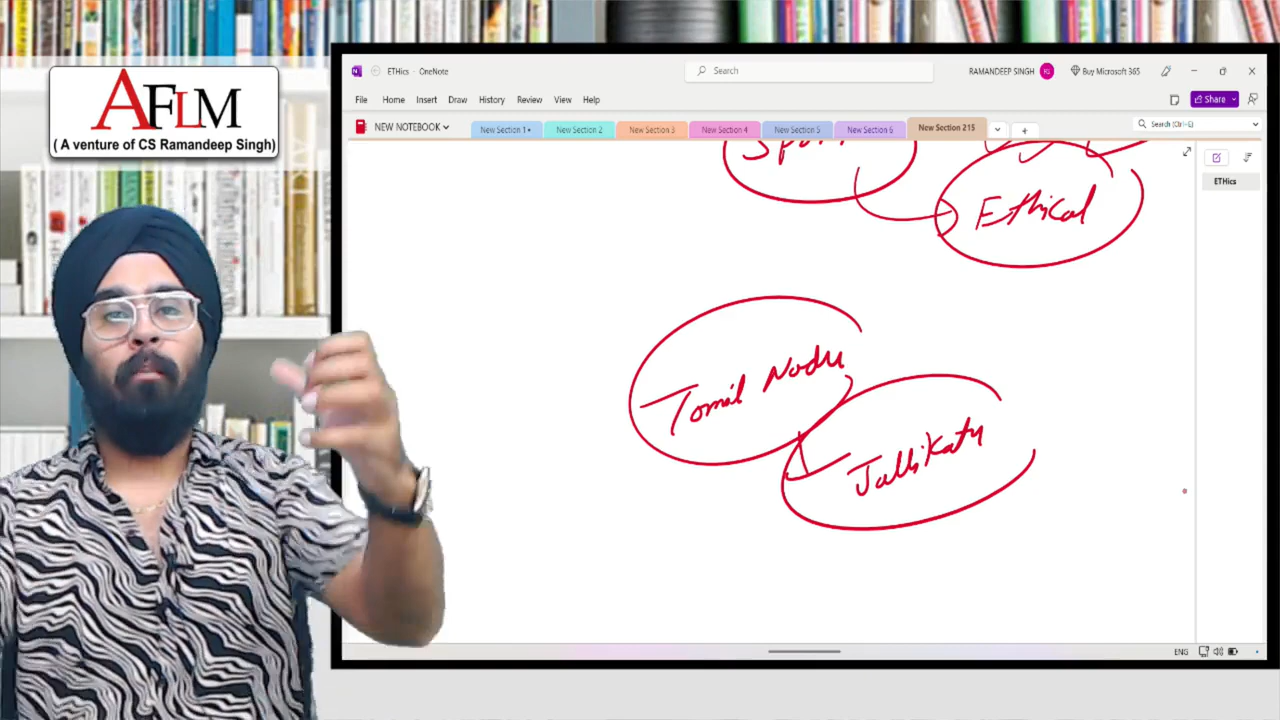 AFLM
( A venture of CS Ramandeep Singh)
ETHics - OneNote
Search
RAMANDEEP SINGH
Buy Microsoft 365
File Home Insert Draw History Review View Help
Share
NEW NOTEBOOK
New Section 1
New Section 2
New Section 3
New Section 4
New Section 5
New Section 6
New Section 215
+
Search (Ctrl+E)
ETHics
Ethical
Tamil Nadu
Jallikatu
ENG